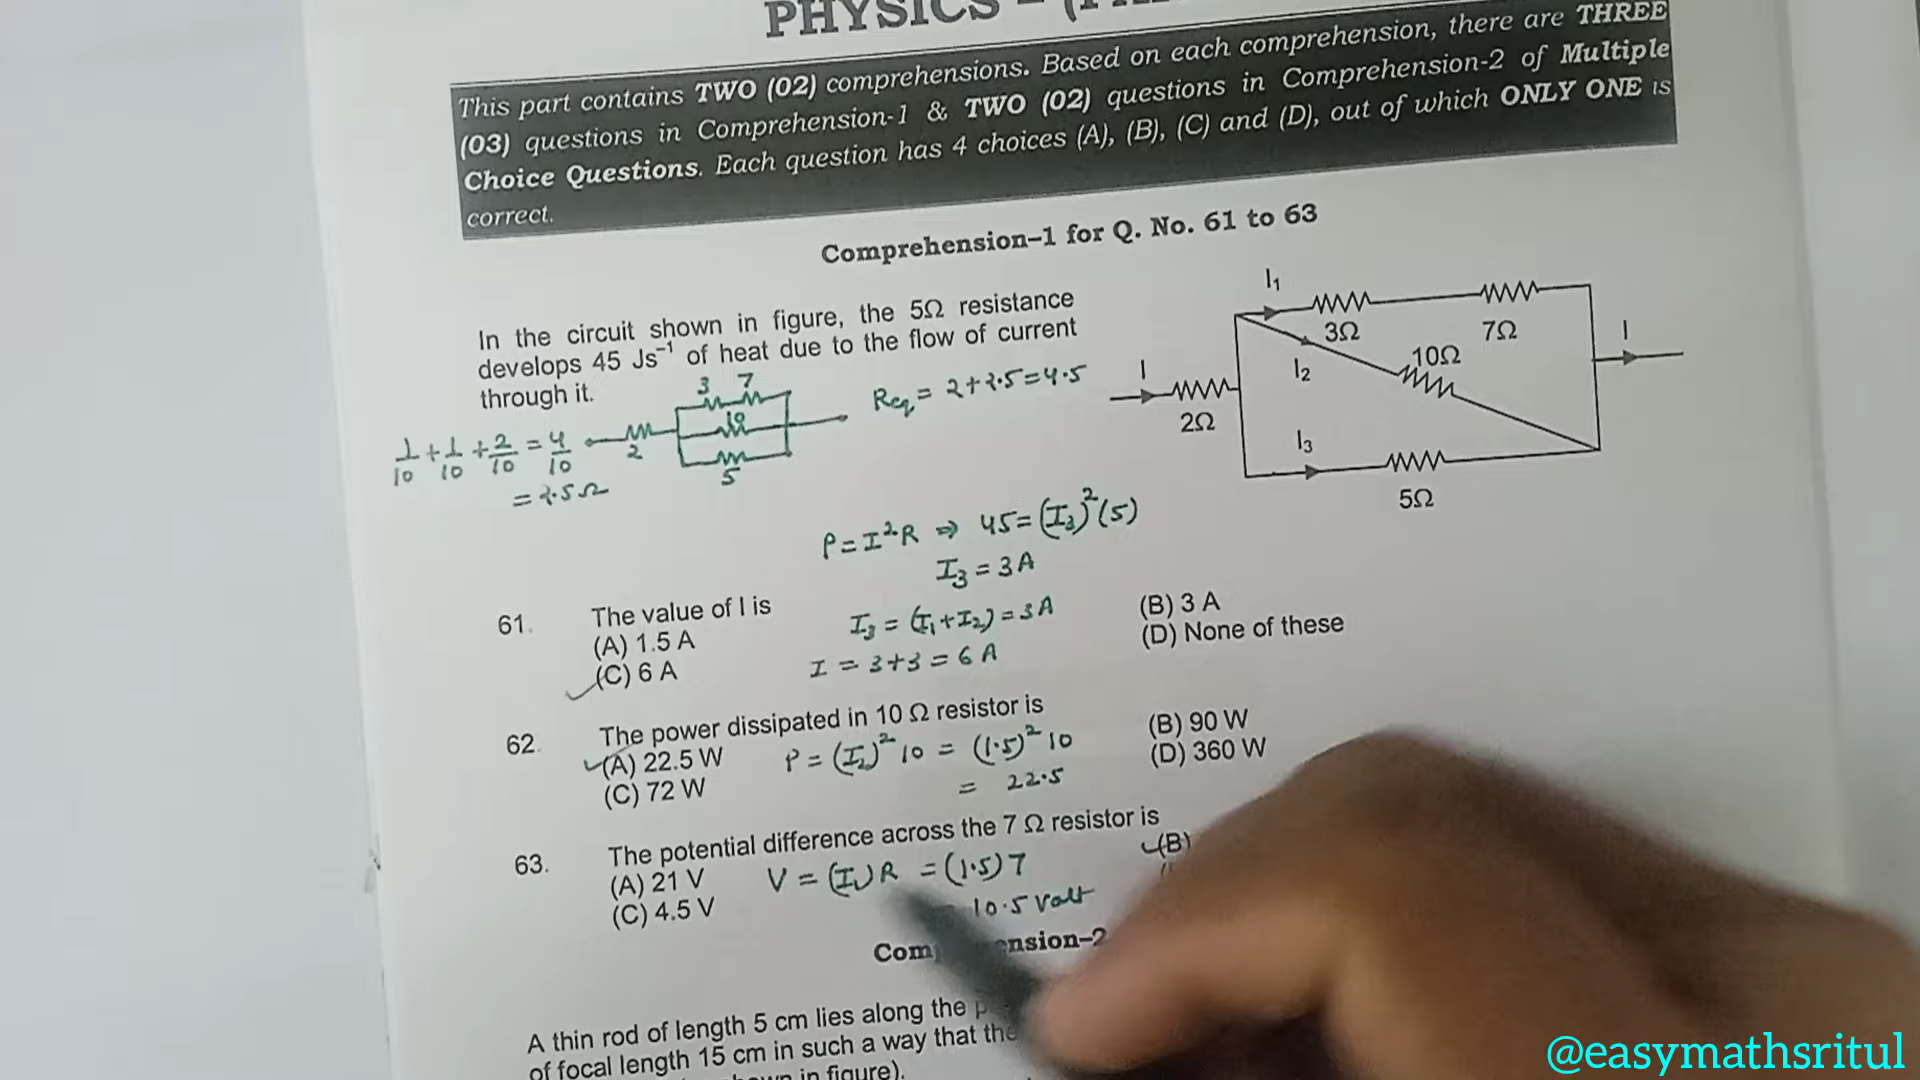 PHYSICS – (
This part contains TWO (02) comprehensions. Based on each comprehension, there are THREE
(03) questions in Comprehension-1 & TWO (02) questions in Comprehension-2 of Multiple
Choice Questions. Each question has 4 choices (A), (B), (C) and (D), out of which ONLY ONE is
correct.
Comprehension–1 for Q. No. 61 to 63
In the circuit shown in figure, the 5Ω resistance
develops 45 Js⁻¹ of heat due to the flow of current
through it.
I₁
3Ω
7Ω
I
10Ω
I₂
I
2Ω
I₃
5Ω
3 7
10
2
5
Req = 2+2.5=4.5
1/10 + 1/10 + 2/10 = 4/10
= 2.5Ω
P=I²R ⇒ 45=(I₃)²(5)
I₃ = 3A
61. The value of I is
(A) 1.5 A
(B) 3 A
(C) 6 A
(D) None of these
I₃ = (I₁+I₂)=3A
I = 3+3=6A
62. The power dissipated in 10 Ω resistor is
(A) 22.5 W
(B) 90 W
(C) 72 W
(D) 360 W
P = (I₂)² 10 = (1.5)² 10
= 22.5
63. The potential difference across the 7 Ω resistor is
(A) 21 V
(B)
(C) 4.5 V
V = (I₁)R = (1.5)7
10.5 Volt
Com nsion–2
A thin rod of length 5 cm lies along the
of focal length 15 cm in such a way that the
in figure).
@easymathsritul